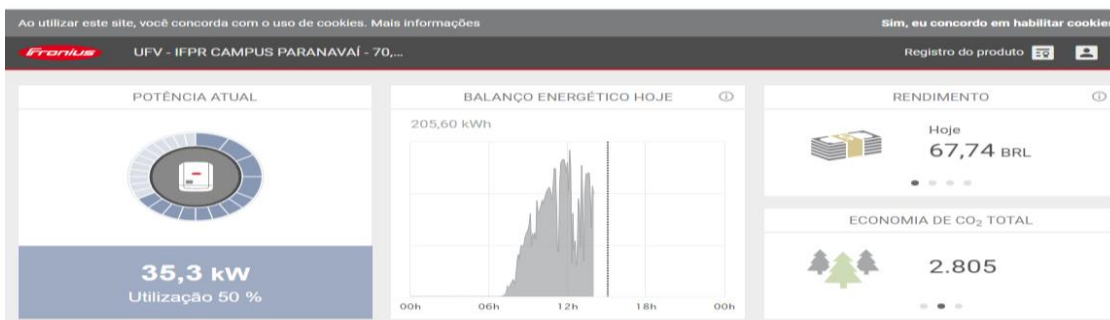 Ao utilizar este site, você concorda com o uso de cookies. Mais informações
Sim, eu concordo em habilitar cookies
Fronius
UFV - IFPR CAMPUS PARANAVAÍ - 70,...
Registro do produto
POTÊNCIA ATUAL
35,3 kW
Utilização 50 %
BALANÇO ENERGÉTICO HOJE
205,60 kWh
00h 06h 12h 18h 00h
RENDIMENTO
Hoje
67,74 BRL
ECONOMIA DE CO₂ TOTAL
2.805